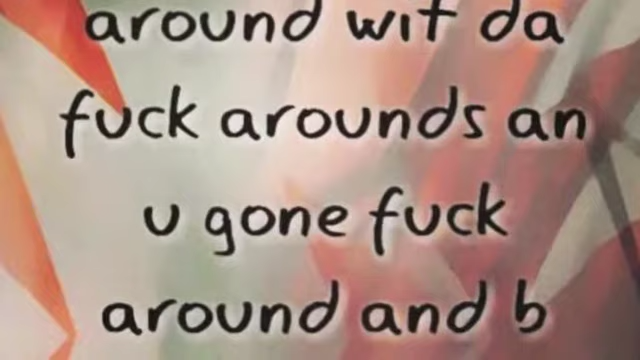 around wit da
fuck arounds an
u gone fuck
around and b